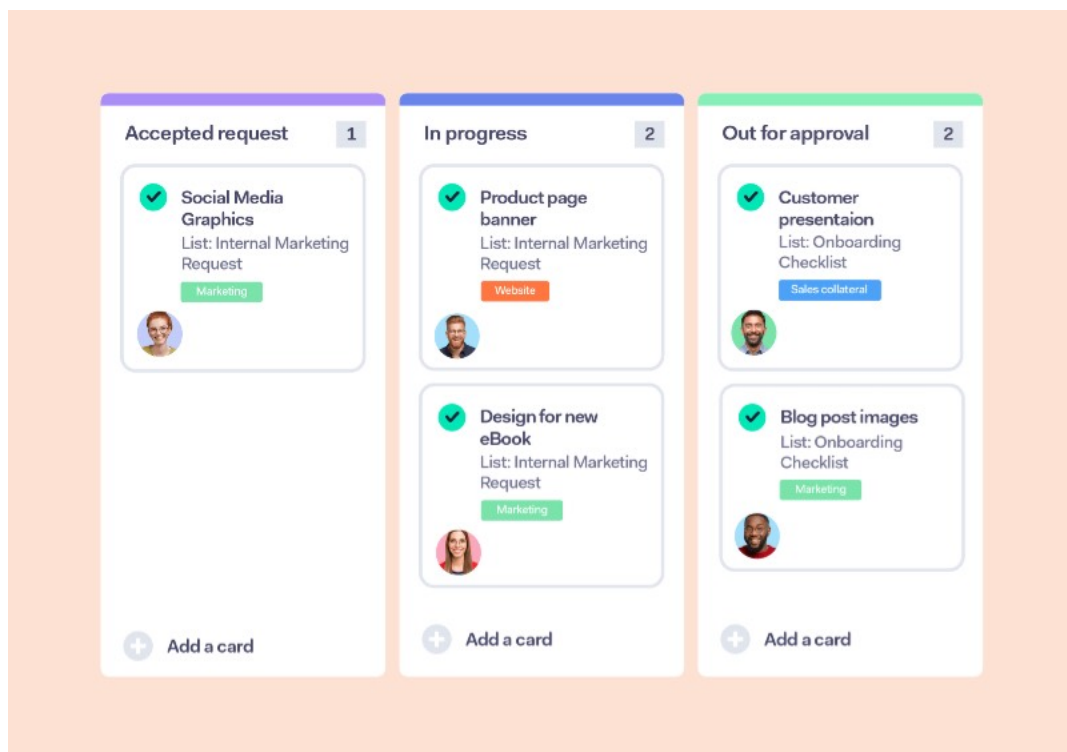 Accepted request 1
Social Media
Graphics
List: Internal Marketing
Request
Marketing
Add a card
In progress 2
Product page
banner
List: Internal Marketing
Request
Website
Design for new
eBook
List: Internal Marketing
Request
Marketing
Add a card
Out for approval 2
Customer
presentaion
List: Onboarding
Checklist
Sales collateral
Blog post images
List: Onboarding
Checklist
Marketing
Add a card